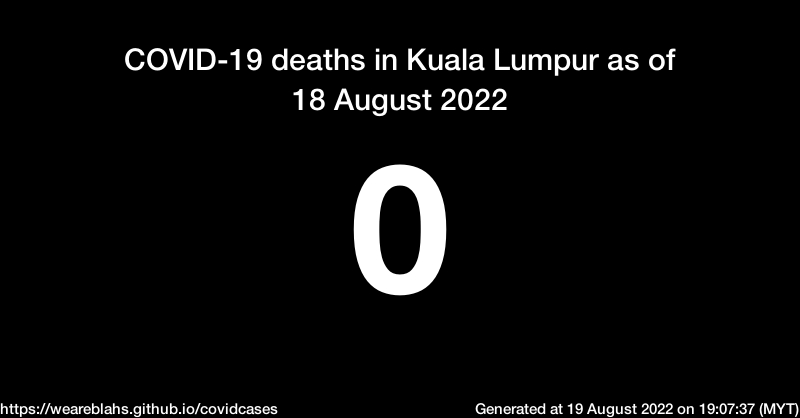 COVID-19 deaths in Kuala Lumpur as of
18 August 2022
0
https://weareblahs.github.io/covidcases
Generated at 19 August 2022 on 19:07:37 (MYT)